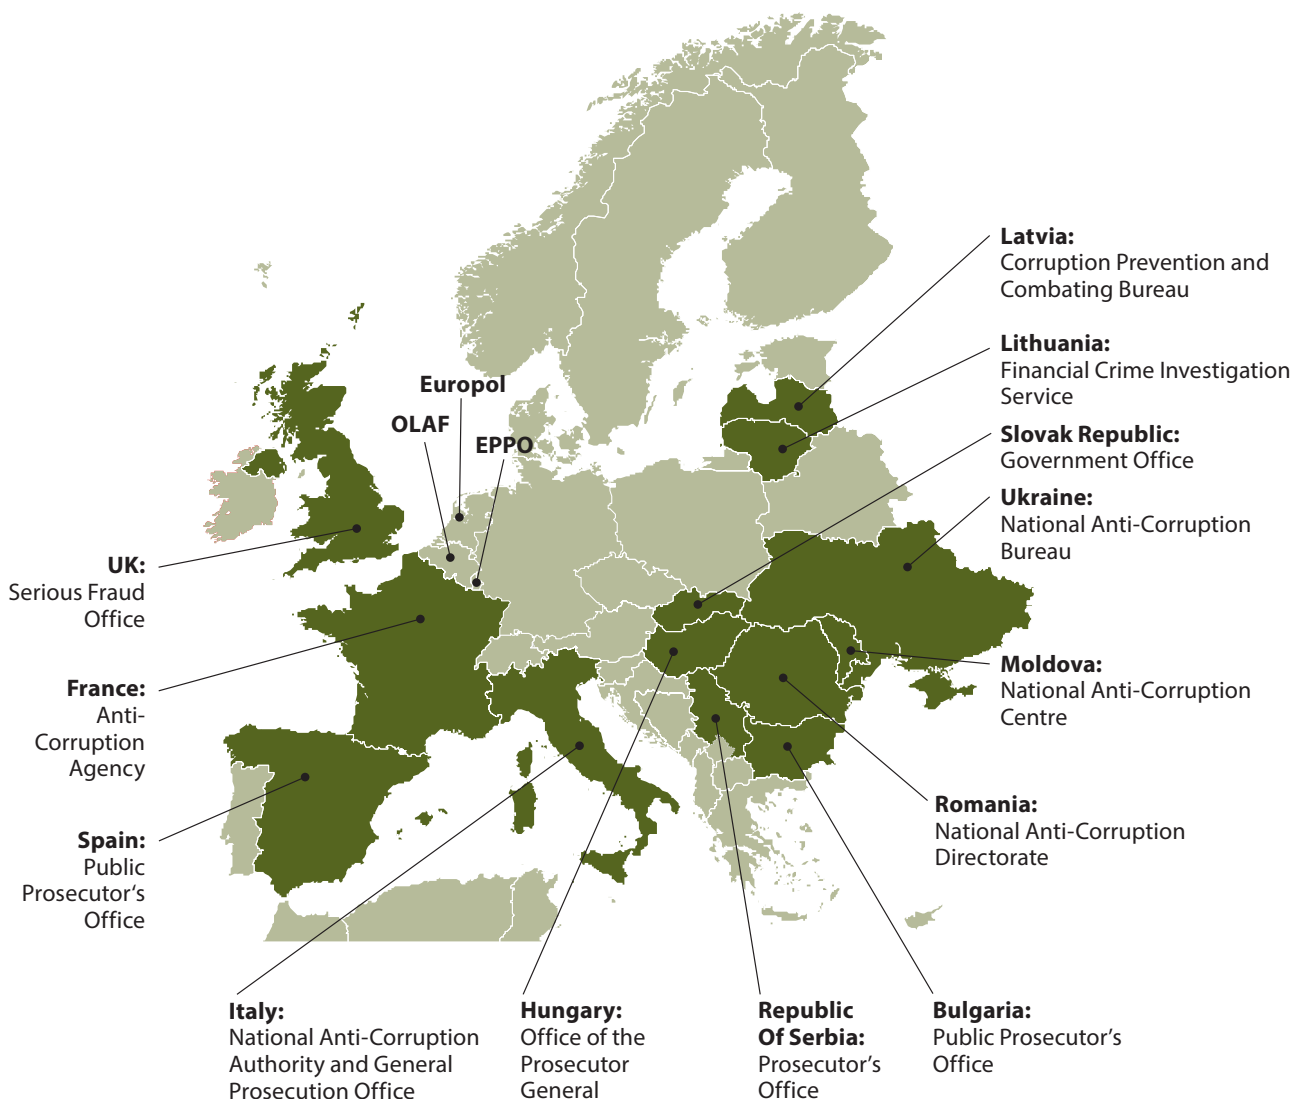 Latvia:
Corruption Prevention and
Combating Bureau
Lithuania:
Financial Crime Investigation
Service
Europol
OLAF
EPPO
Slovak Republic:
Government Office
Ukraine:
National Anti-Corruption
Bureau
UK:
Serious Fraud
Office
Moldova:
National Anti-Corruption
Centre
France:
Anti-
Corruption
Agency
Romania:
National Anti-Corruption
Directorate
Spain:
Public
Prosecutor‘s
Office
Italy:
National Anti-Corruption
Authority and General
Prosecution Office
Hungary:
Office of the
Prosecutor
General
Republic
Of Serbia:
Prosecutor’s
Office
Bulgaria:
Public Prosecutor’s
Office